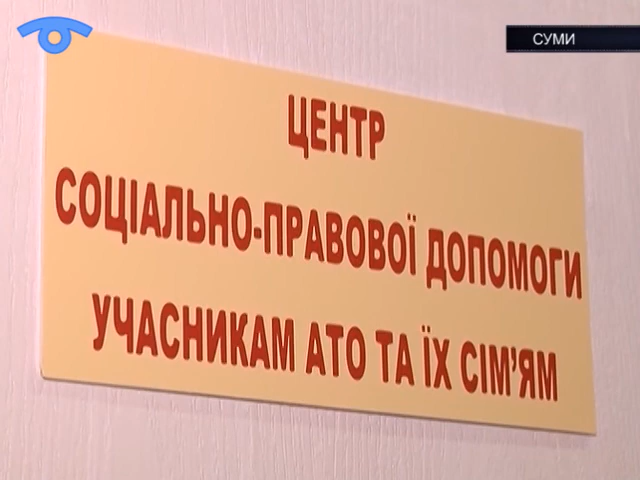 СУМИ
ЦЕНТР
СОЦІАЛЬНО-ПРАВОВОЇ ДОПОМОГИ
УЧАСНИКАМ АТО ТА ЇХ СІМ'ЯМ